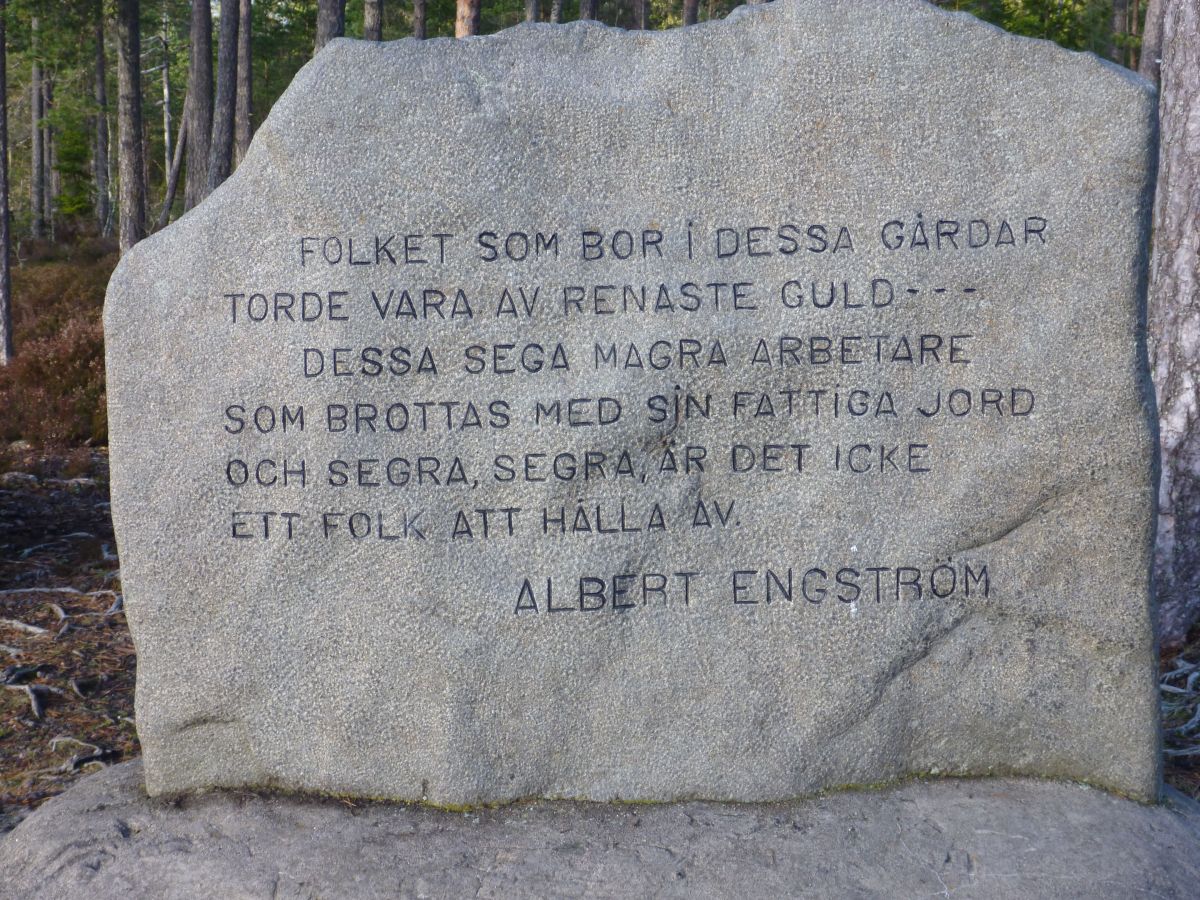 FOLKET SOM BOR I DESSA GÅRDAR
TORDE VARA AV RENASTE GULD---
DESSA SEGA MAGRA ARBETARE
SOM BROTTAS MED SIN FATTIGA JORD
OCH SEGRA, SEGRA, ÄR DET ICKE
ETT FOLK ATT HÅLLA AV.
ALBERT ENGSTRÖM